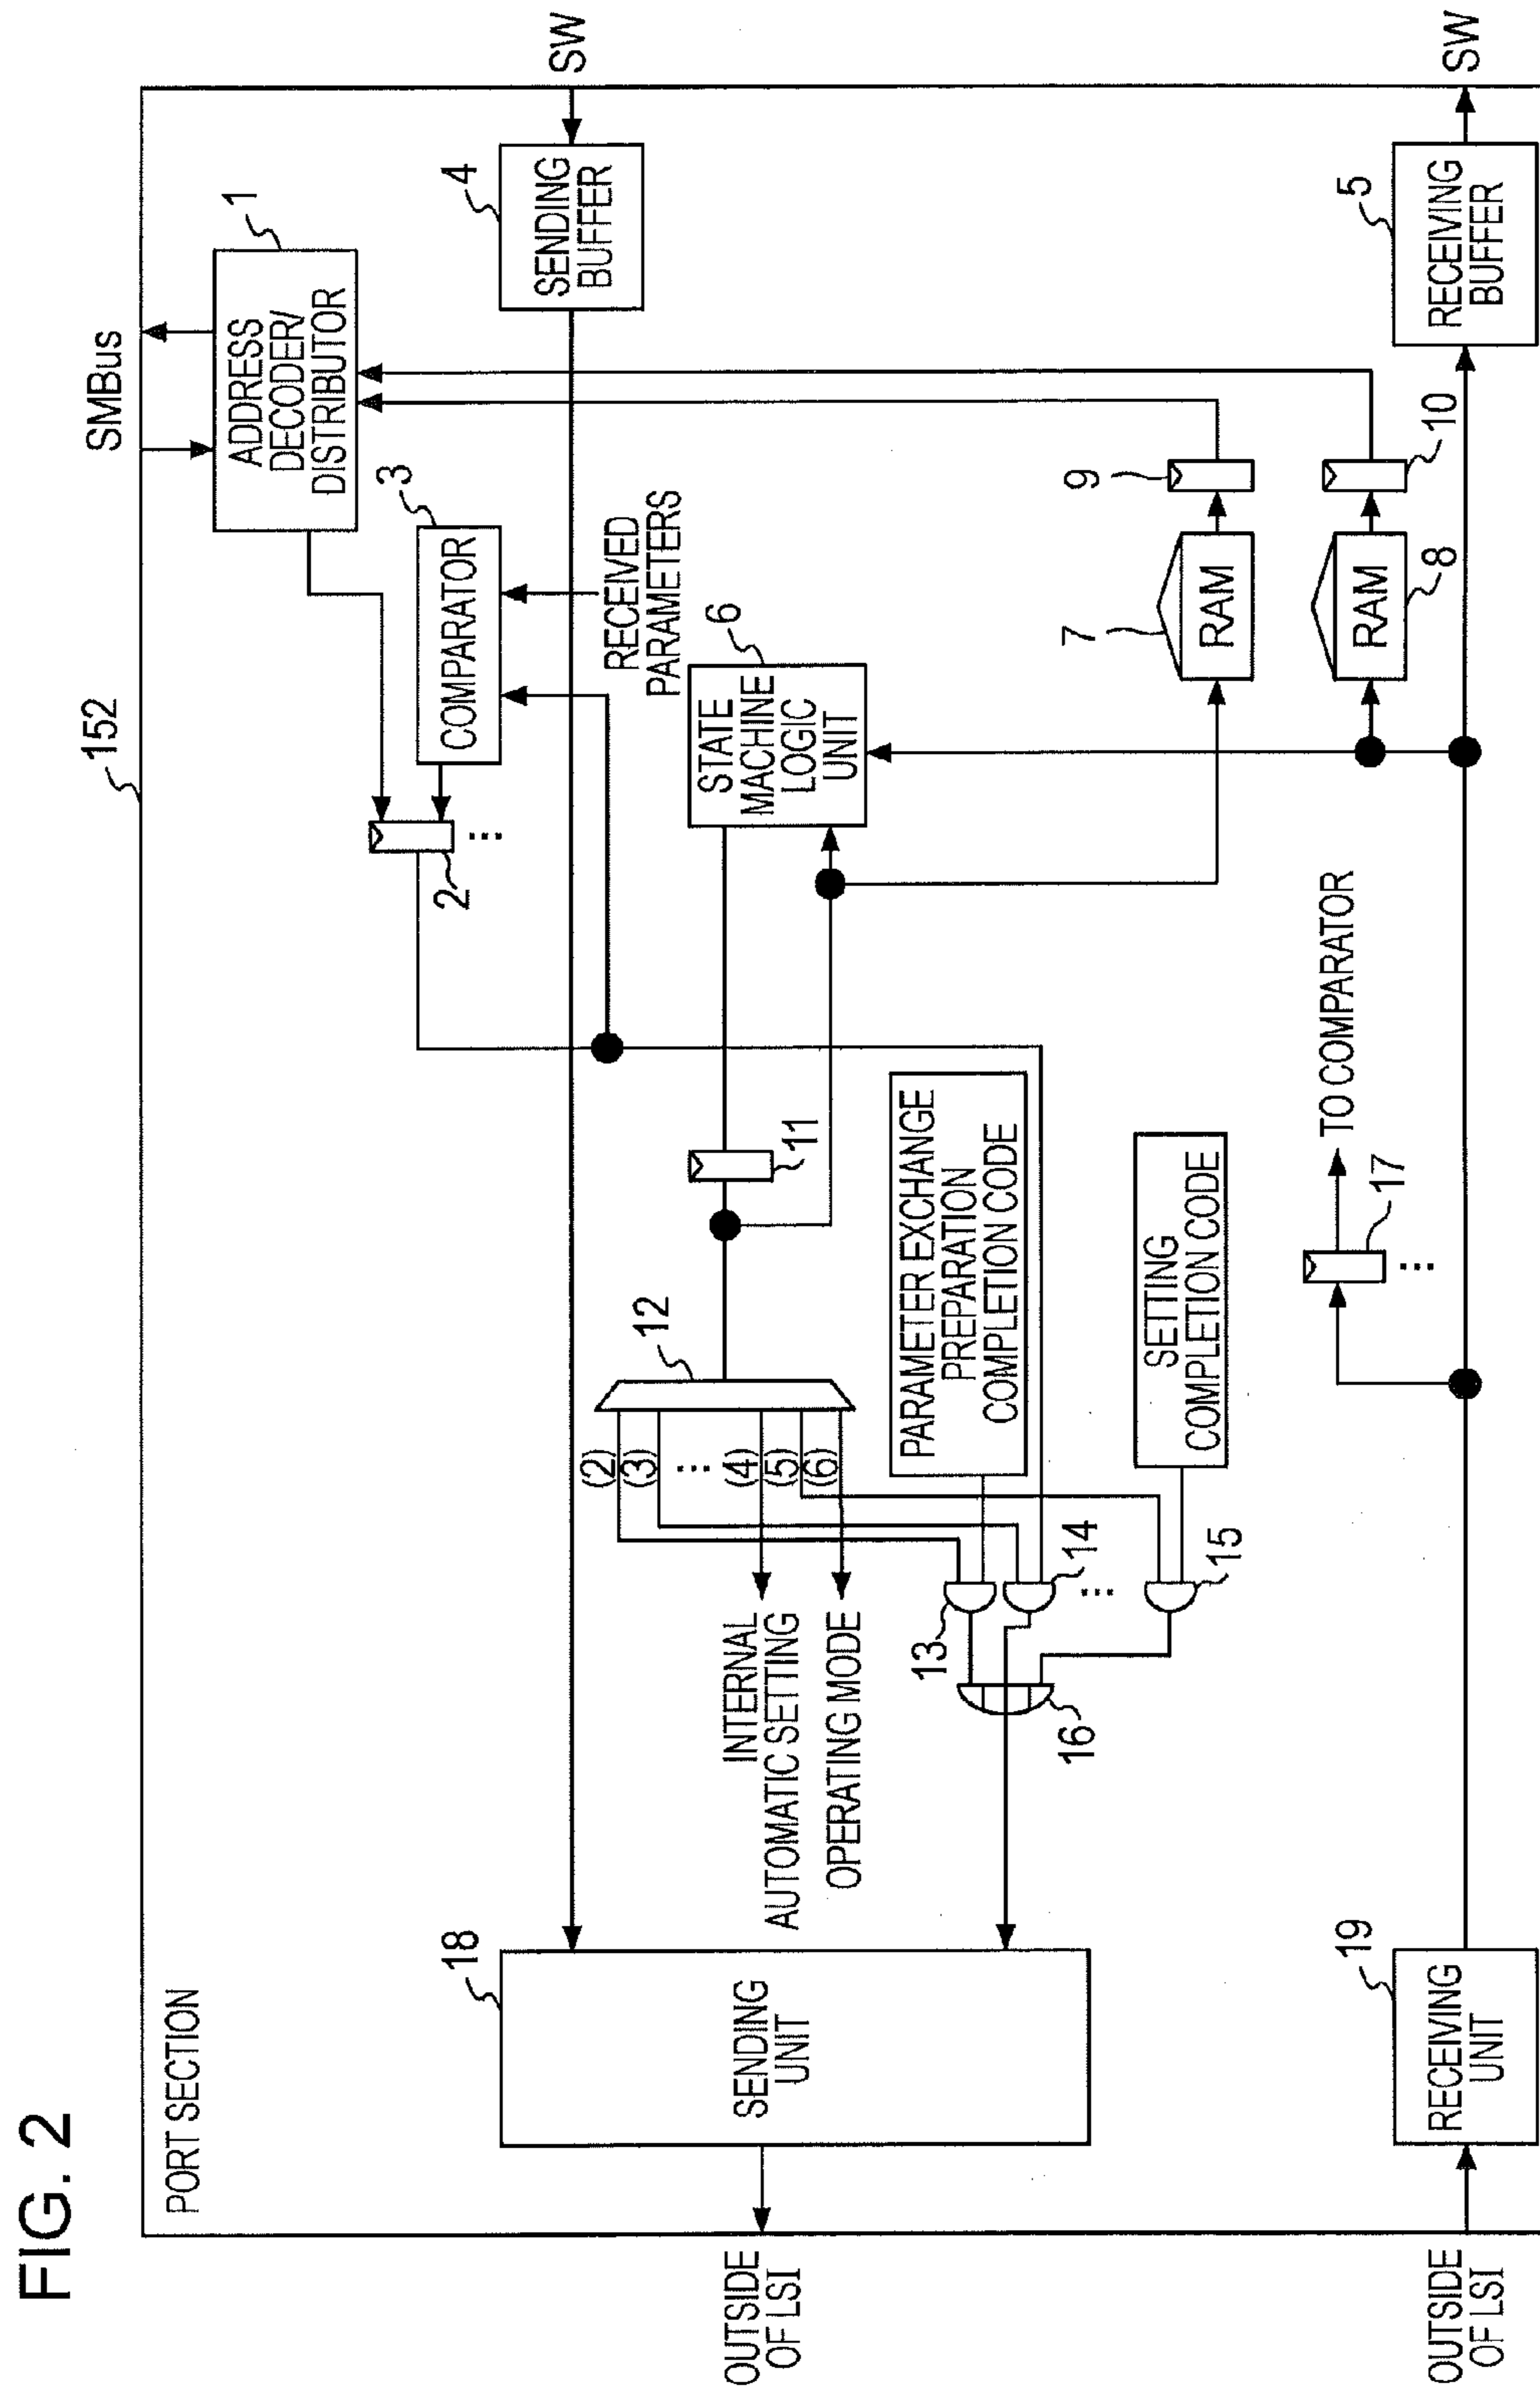 FIG. 2
PORT SECTION
152
SMBus
1
ADDRESS
DECODER/
DISTRIBUTOR
SW
4
SENDING
BUFFER
3
COMPARATOR
RECEIVED
PARAMETERS
2
⋮
6
STATE
MACHINE
LOGIC
UNIT
7
RAM
9
8
RAM
10
5
RECEIVING
BUFFER
SW
11
12
(2)
(3)
⋮
(4)
(5)
(6)
INTERNAL
AUTOMATIC SETTING
OPERATING MODE
PARAMETER EXCHANGE
PREPARATION
COMPLETION CODE
SETTING
COMPLETION CODE
13
14
⋮
15
16
TO COMPARATOR
17
⋮
18
SENDING
UNIT
19
RECEIVING
UNIT
OUTSIDE
OF LSI
OUTSIDE
OF LSI